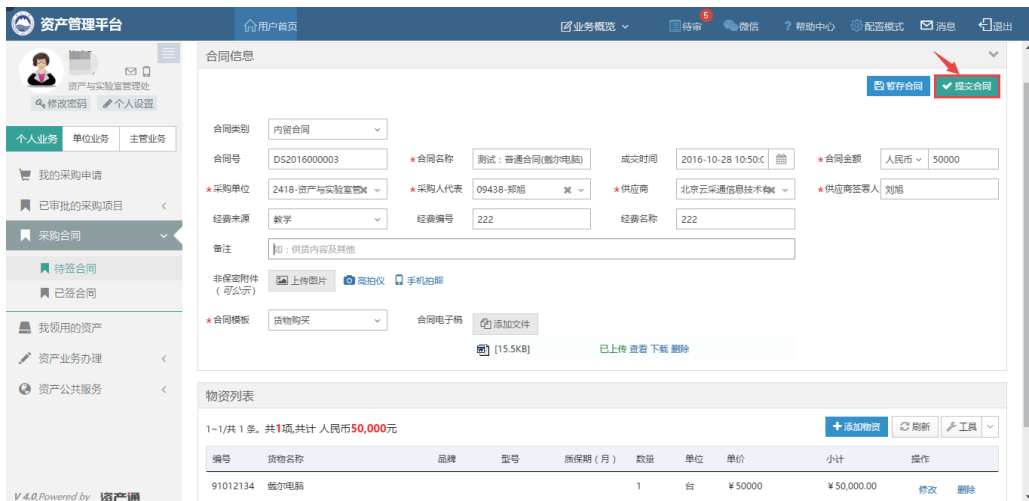 资产管理平台 用户首页 业务概览 待审 5 微信 ? 帮助中心 配置模式 消息 退出
资产与实验室管理处
修改密码 个人设置
个人业务 单位业务 主管业务
我的采购申请
已审批的采购项目
采购合同
待签合同
已签合同
我领用的资产
资产业务办理
资产公共服务
V 4.0,Powered by 资产通
合同信息
暂存合同 提交合同
合同类别 内贸合同
合同号 DS2016000003 *合同名称 测试：普通合同(戴尔电脑) 成交时间 2016-10-28 10:50:0 *合同金额 人民币 50000
*采购单位 2418-资产与实验室管 *采购人代表 09438-郑旭 *供应商 北京云采通信息技术有 *供应商签署人 刘旭
经费来源 教学 经费编号 222 经费名称 222
备注 如：供货内容及其他
非保密附件 上传图片 高拍仪 手机拍照
（可公示）
*合同模板 货物购买 合同电子稿 添加文件
[15.5KB] 已上传 查看 下载 删除
物资列表
1~1/共 1 条。共1项,共计 人民币50,000元 添加物资 刷新 工具
编号 货物名称 品牌 型号 质保期（月） 数量 单位 单价 小计 操作
91012134 戴尔电脑 1 台 ¥ 50000 ¥ 50,000.00 修改 删除